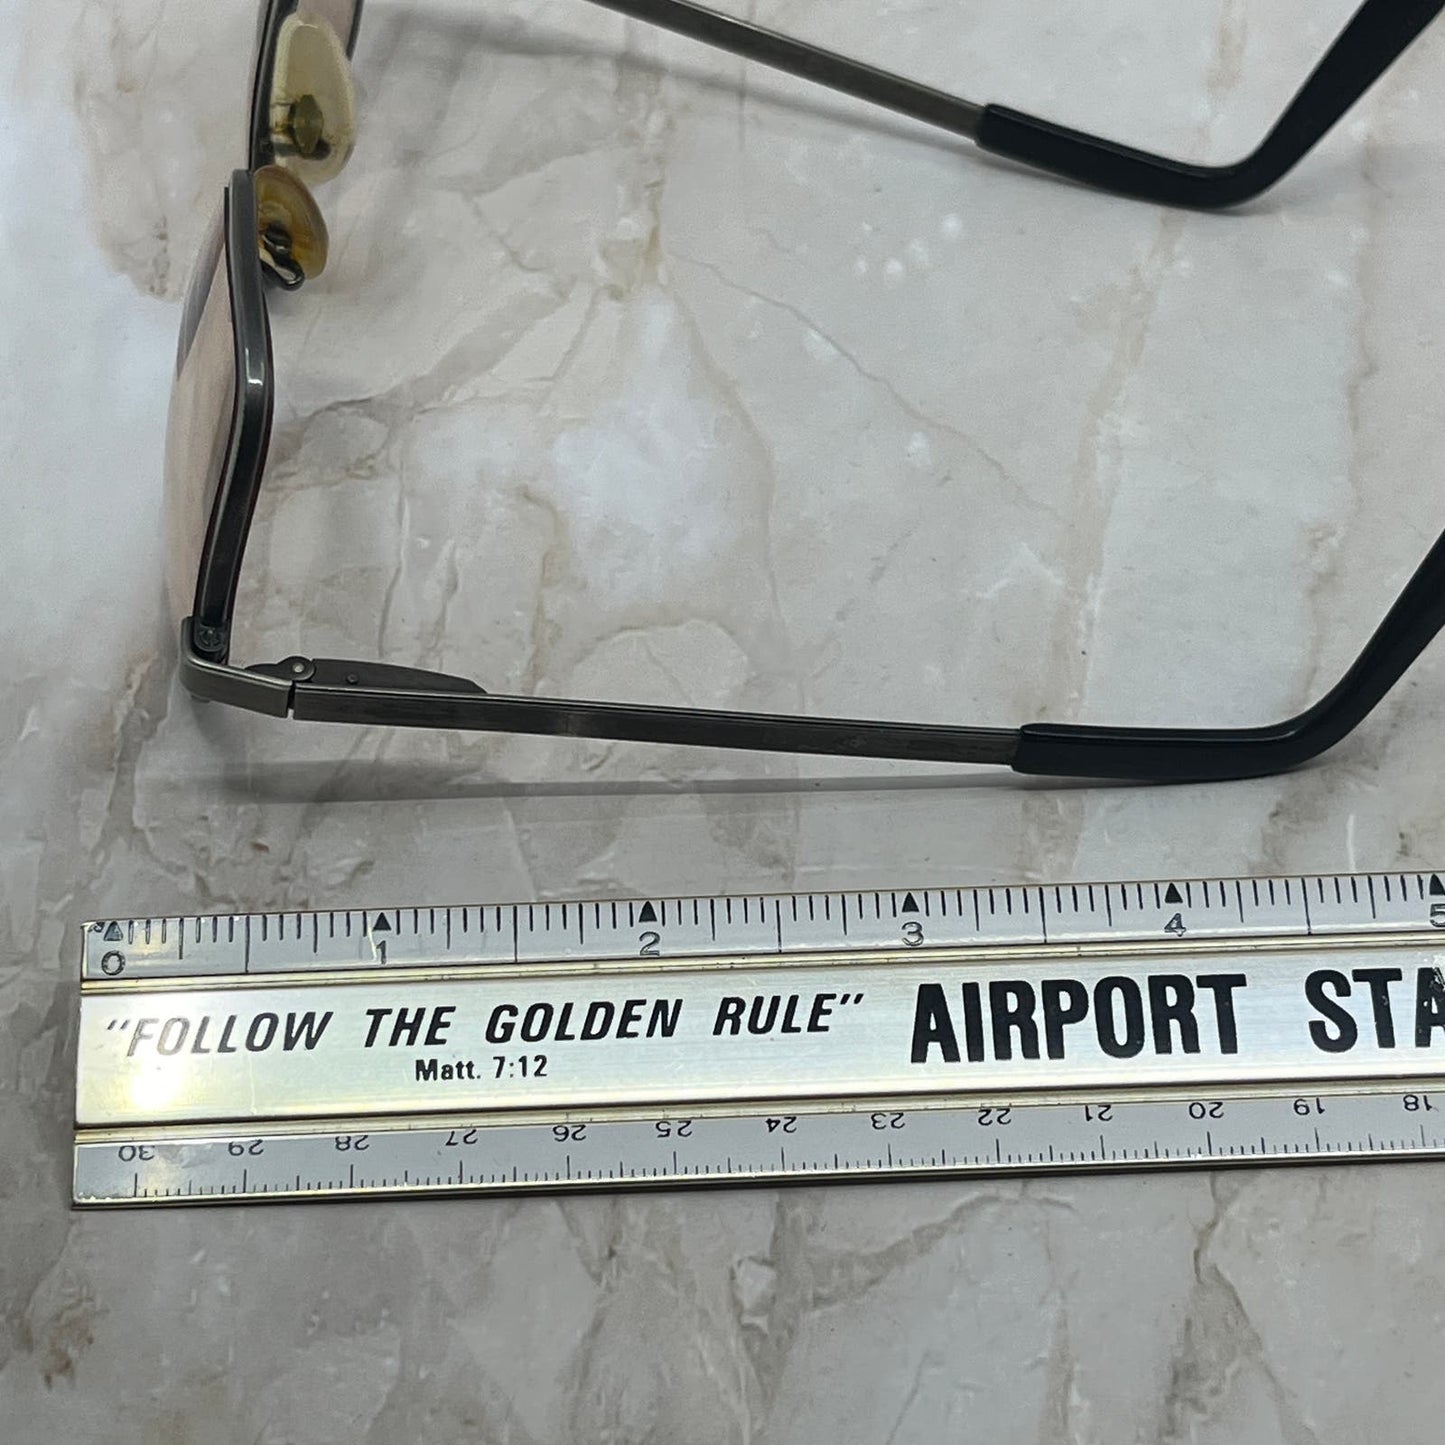 0 1 2 3 4 5
"FOLLOW THE GOLDEN RULE" AIRPORT STA
Matt. 7:12
30 29 28 27 26 25 24 23 22 21 20 19 18